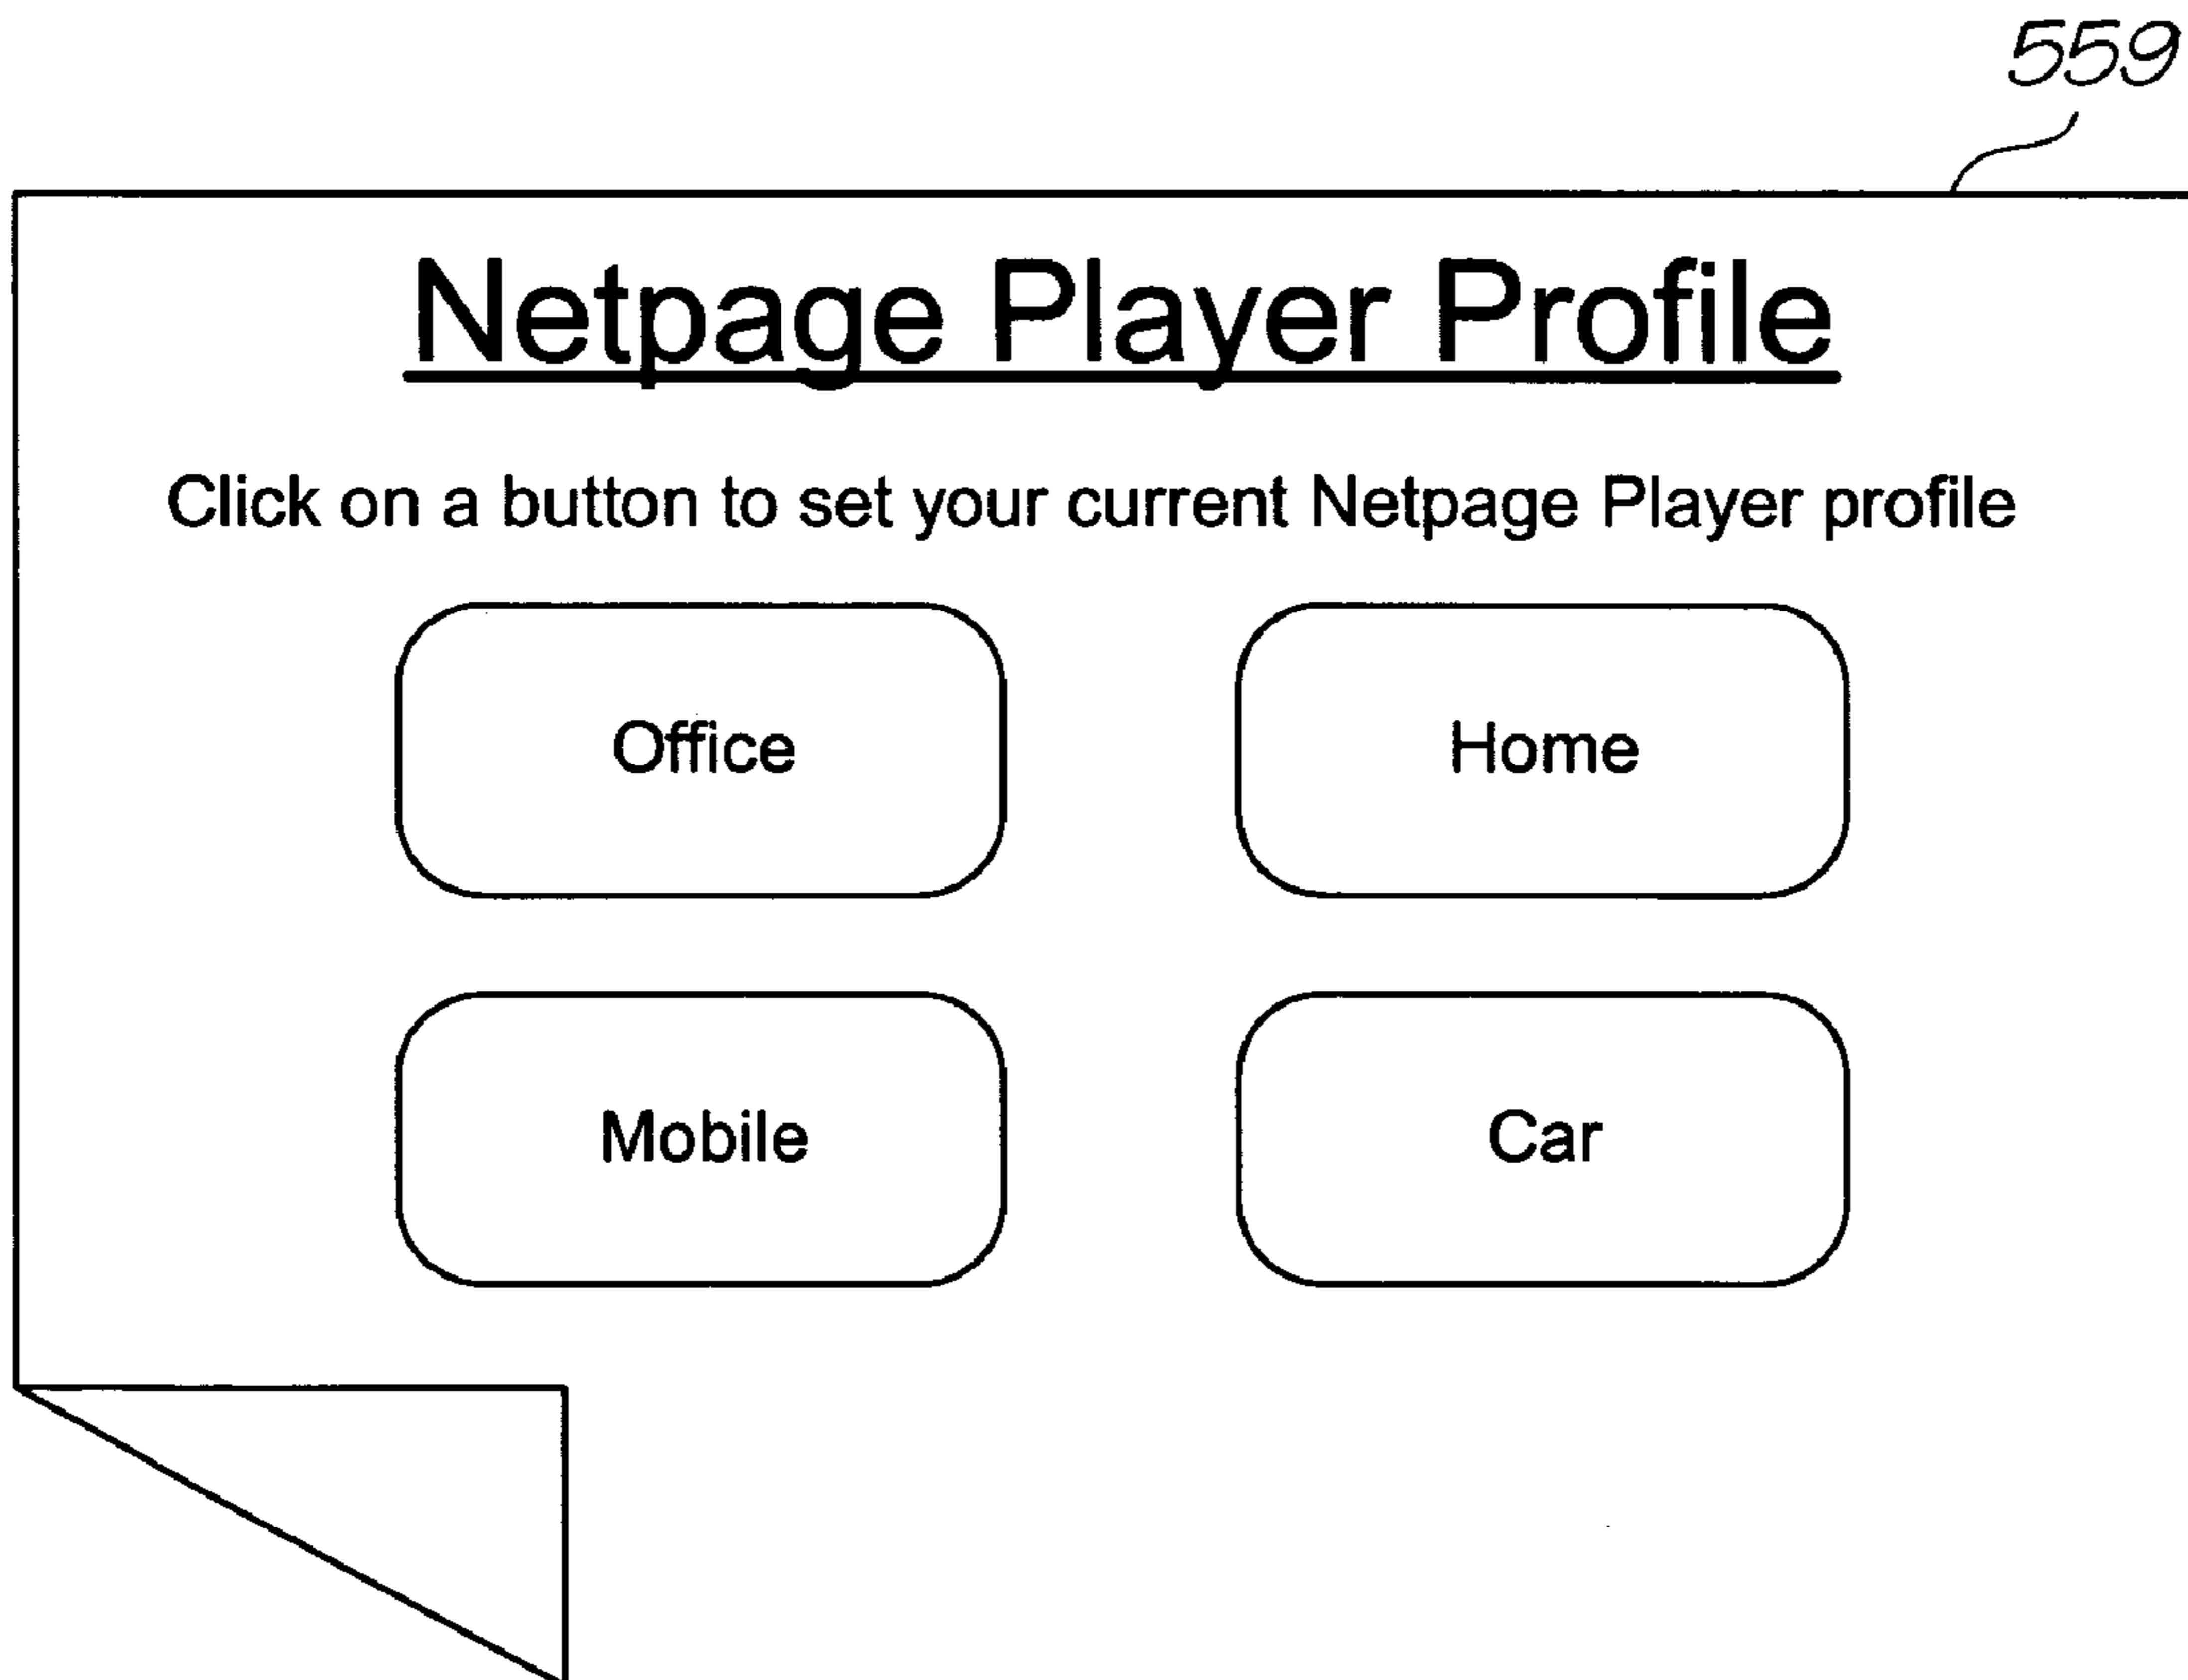 559
Netpage Player Profile
Click on a button to set your current Netpage Player profile
Office Home
Mobile Car